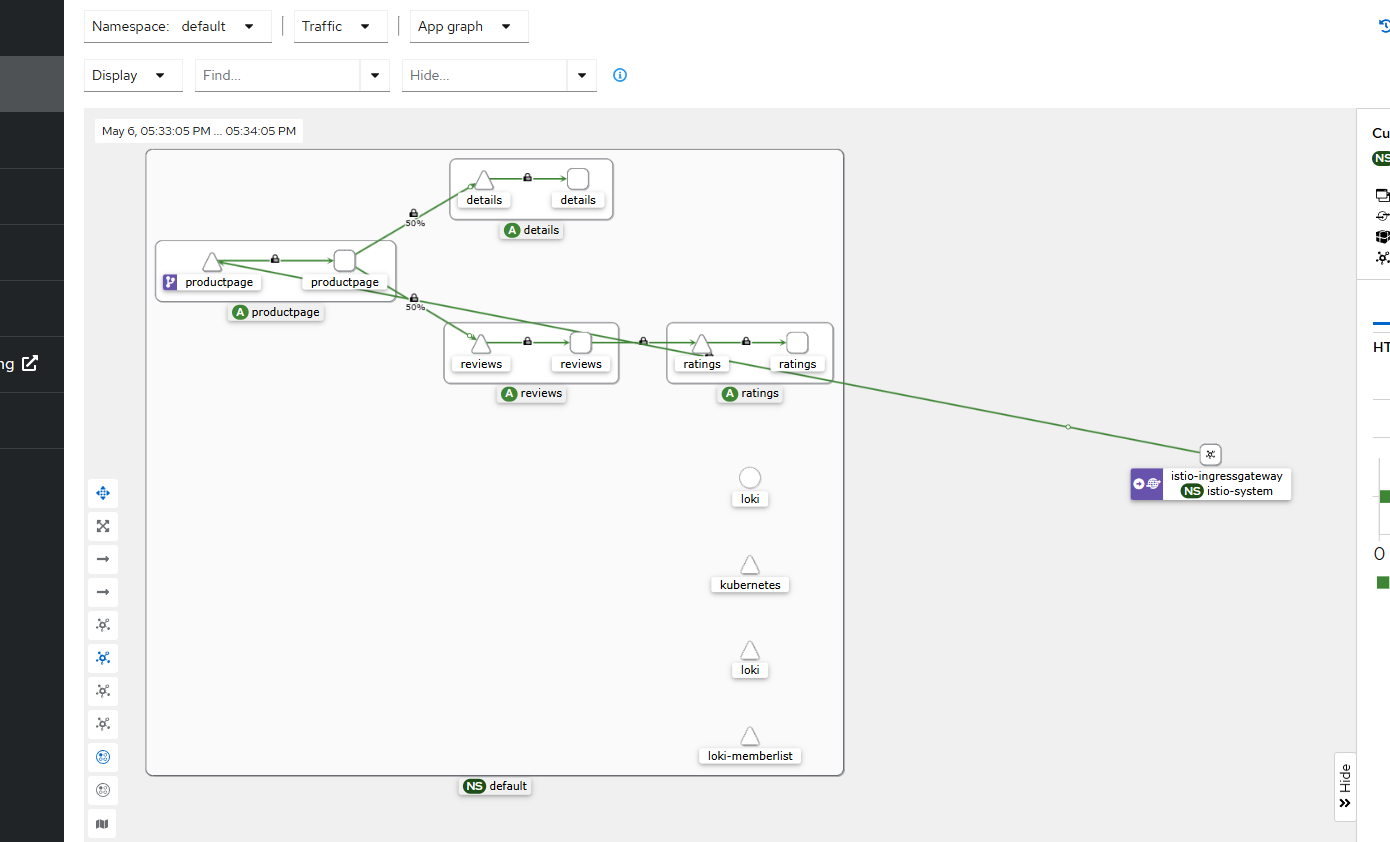 Namespace: default
Traffic
App graph
Display
Find...
Hide...
May 6, 05:33:05 PM ... 05:34:05 PM
Cu
NS
details
details
A details
50%
productpage
productpage
A productpage
50%
reviews
reviews
A reviews
ratings
ratings
A ratings
ng
HT
istio-ingressgateway
NS istio-system
loki
kubernetes
loki
loki-memberlist
NS default
0
Hide